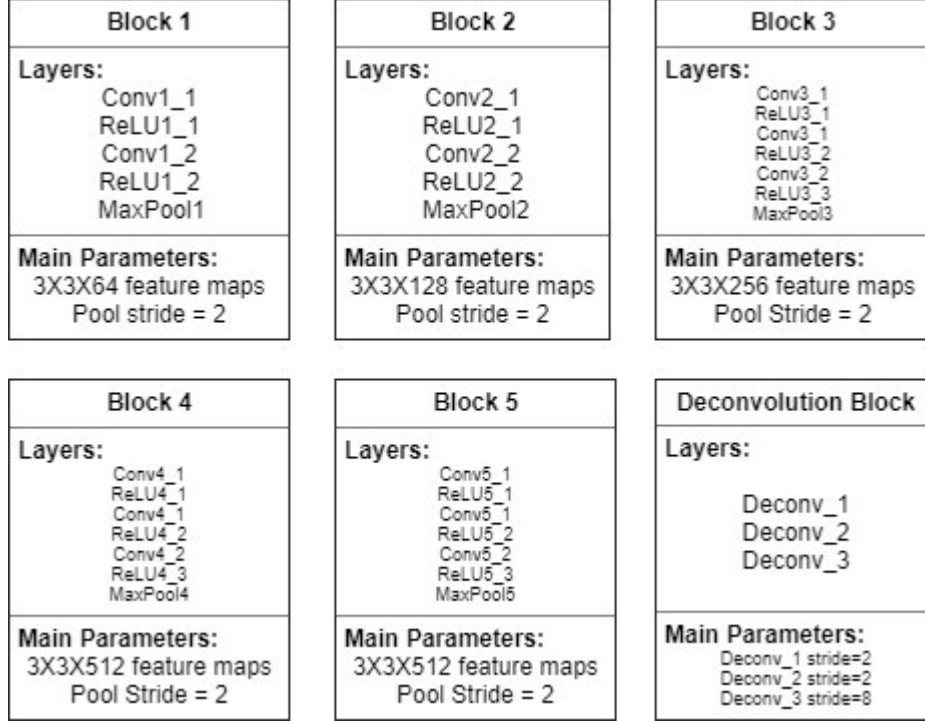 Block 1
Layers:
Conv1_1
ReLU1_1
Conv1_2
ReLU1_2
MaxPool1
Main Parameters:
3X3X64 feature maps
Pool stride = 2
Block 2
Layers:
Conv2_1
ReLU2_1
Conv2_2
ReLU2_2
MaxPool2
Main Parameters:
3X3X128 feature maps
Pool stride = 2
Block 3
Layers:
Conv3_1
ReLU3_1
Conv3_1
ReLU3_2
Conv3_2
ReLU3_3
MaxPool3
Main Parameters:
3X3X256 feature maps
Pool Stride = 2
Block 4
Layers:
Conv4_1
ReLU4_1
Conv4_1
ReLU4_2
Conv4_2
ReLU4_3
MaxPool4
Main Parameters:
3X3X512 feature maps
Pool Stride = 2
Block 5
Layers:
Conv5_1
ReLU5_1
Conv5_1
ReLU5_2
Conv5_2
ReLU5_3
MaxPool5
Main Parameters:
3X3X512 feature maps
Pool Stride = 2
Deconvolution Block
Layers:
Deconv_1
Deconv_2
Deconv_3
Main Parameters:
Deconv_1 stride=2
Deconv_2 stride=2
Deconv_3 stride=8